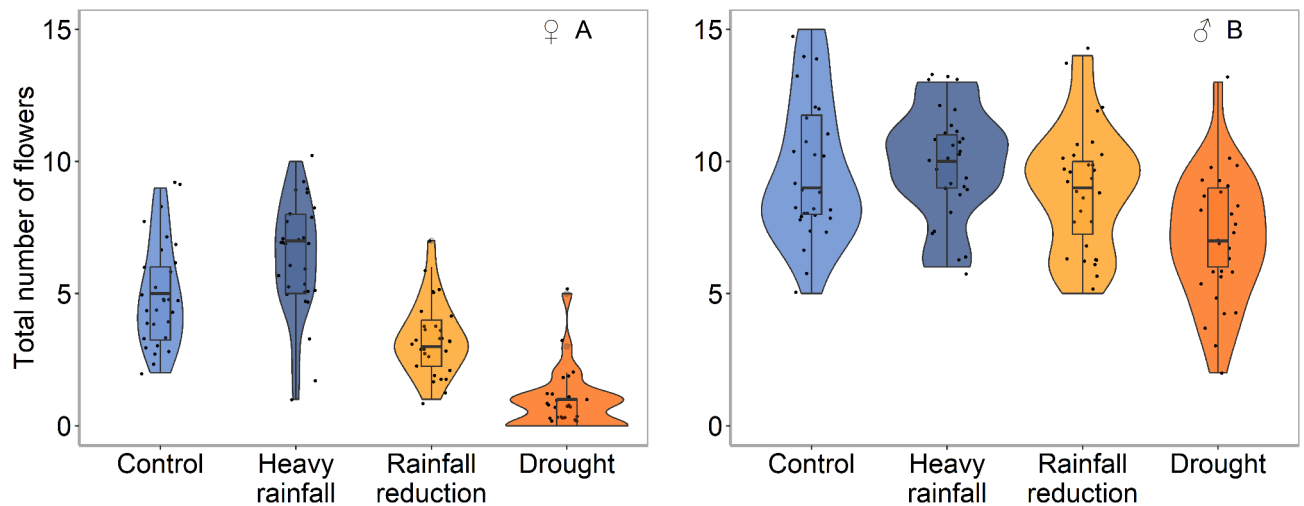 Total number of flowers
♀ A
15
10
5
0
Control
Heavy
rainfall
Rainfall
reduction
Drought
♂ B
15
10
5
0
Control
Heavy
rainfall
Rainfall
reduction
Drought